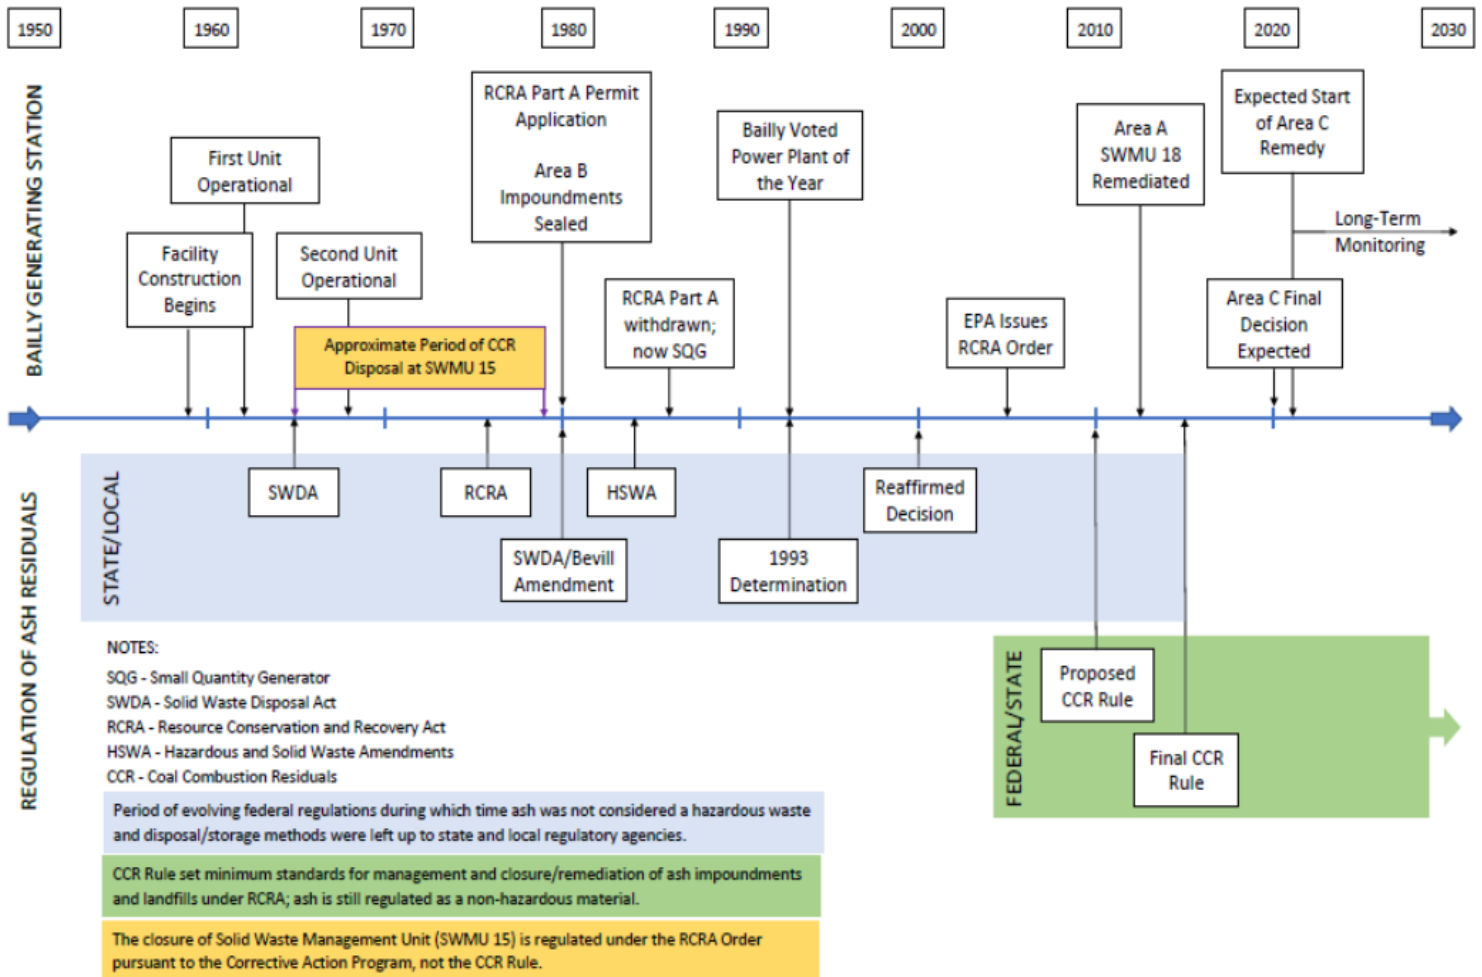 1950
1960
1970
1980
1990
2000
2010
2020
2030
BAILLY GENERATING STATION
Facility
Construction
Begins
First Unit
Operational
Second Unit
Operational
Approximate Period of CCR
Disposal at SWMU 15
RCRA Part A Permit
Application
Area B
Impoundments
Sealed
RCRA Part A
withdrawn;
now SQG
Bailly Voted
Power Plant of
the Year
EPA Issues
RCRA Order
Area A
SWMU 18
Remediated
Expected Start
of Area C
Remedy
Long-Term
Monitoring
Area C Final
Decision
Expected
REGULATION OF ASH RESIDUALS
STATE/LOCAL
SWDA
RCRA
SWDA/Bevill
Amendment
HSWA
1993
Determination
Reaffirmed
Decision
FEDERAL/STATE
Proposed
CCR Rule
Final CCR
Rule
NOTES:
SQG - Small Quantity Generator
SWDA - Solid Waste Disposal Act
RCRA - Resource Conservation and Recovery Act
HSWA - Hazardous and Solid Waste Amendments
CCR - Coal Combustion Residuals
Period of evolving federal regulations during which time ash was not considered a hazardous waste
and disposal/storage methods were left up to state and local regulatory agencies.
CCR Rule set minimum standards for management and closure/remediation of ash impoundments
and landfills under RCRA; ash is still regulated as a non-hazardous material.
The closure of Solid Waste Management Unit (SWMU 15) is regulated under the RCRA Order
pursuant to the Corrective Action Program, not the CCR Rule.